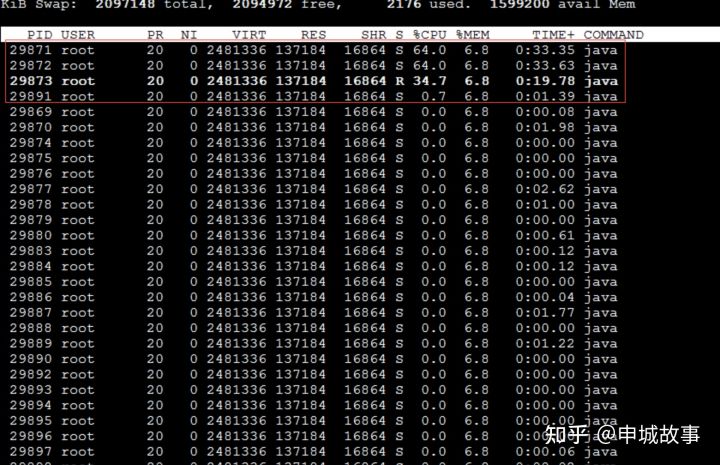 KiB Swap:  2097148 total,  2094972 free,     2176 used.  1599200 avail Mem
PID USER      PR  NI    VIRT    RES    SHR S %CPU %MEM     TIME+ COMMAND
29871 root      20   0 2481336 137184  16864 S 64.0  6.8   0:33.35 java
29872 root      20   0 2481336 137184  16864 S 64.0  6.8   0:33.63 java
29873 root      20   0 2481336 137184  16864 R 34.7  6.8   0:19.78 java
29891 root      20   0 2481336 137184  16864 S  0.7  6.8   0:01.39 java
29869 root      20   0 2481336 137184  16864 S  0.0  6.8   0:00.08 java
29870 root      20   0 2481336 137184  16864 S  0.0  6.8   0:01.98 java
29874 root      20   0 2481336 137184  16864 S  0.0  6.8   0:00.00 java
29875 root      20   0 2481336 137184  16864 S  0.0  6.8   0:00.00 java
29876 root      20   0 2481336 137184  16864 S  0.0  6.8   0:00.00 java
29877 root      20   0 2481336 137184  16864 S  0.0  6.8   0:02.62 java
29878 root      20   0 2481336 137184  16864 S  0.0  6.8   0:01.00 java
29879 root      20   0 2481336 137184  16864 S  0.0  6.8   0:00.00 java
29880 root      20   0 2481336 137184  16864 S  0.0  6.8   0:00.61 java
29883 root      20   0 2481336 137184  16864 S  0.0  6.8   0:00.12 java
29884 root      20   0 2481336 137184  16864 S  0.0  6.8   0:00.12 java
29885 root      20   0 2481336 137184  16864 S  0.0  6.8   0:00.00 java
29886 root      20   0 2481336 137184  16864 S  0.0  6.8   0:00.04 java
29887 root      20   0 2481336 137184  16864 S  0.0  6.8   0:01.77 java
29888 root      20   0 2481336 137184  16864 S  0.0  6.8   0:00.00 java
29889 root      20   0 2481336 137184  16864 S  0.0  6.8   0:01.22 java
29890 root      20   0 2481336 137184  16864 S  0.0  6.8   0:00.00 java
29892 root      20   0 2481336 137184  16864 S  0.0  6.8   0:00.00 java
29893 root      20   0 2481336 137184  16864 S  0.0  6.8   0:00.00 java
29894 root      20   0 2481336 137184  16864 S  0.0  6.8   0:00.00 java
29895 root      20   0 2481336 137184  16864 S  0.0  6.8
29896 root      20   0 2481336 137184  16864 S  0.0  6.8
知乎 @申城故事
29897 root      20   0 2481336 137184  16864 S  0.0  6.8   0:00.06 java